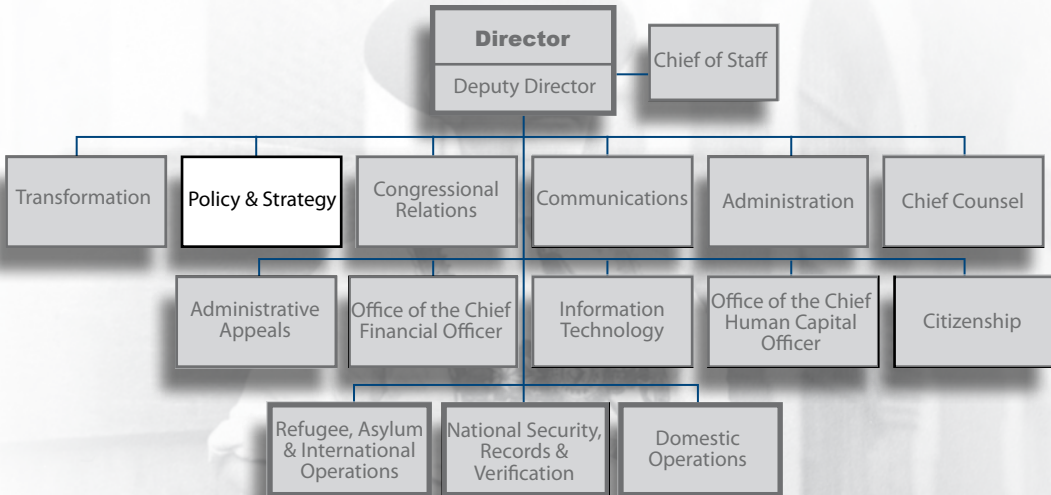 Director
Deputy Director
Chief of Staff
Transformation
Policy & Strategy
Congressional
Relations
Communications
Administration
Chief Counsel
Administrative
Appeals
Office of the Chief
Financial Officer
Information
Technology
Office of the Chief
Human Capital
Officer
Citizenship
Refugee, Asylum
& International
Operations
National Security,
Records &
Verification
Domestic
Operations